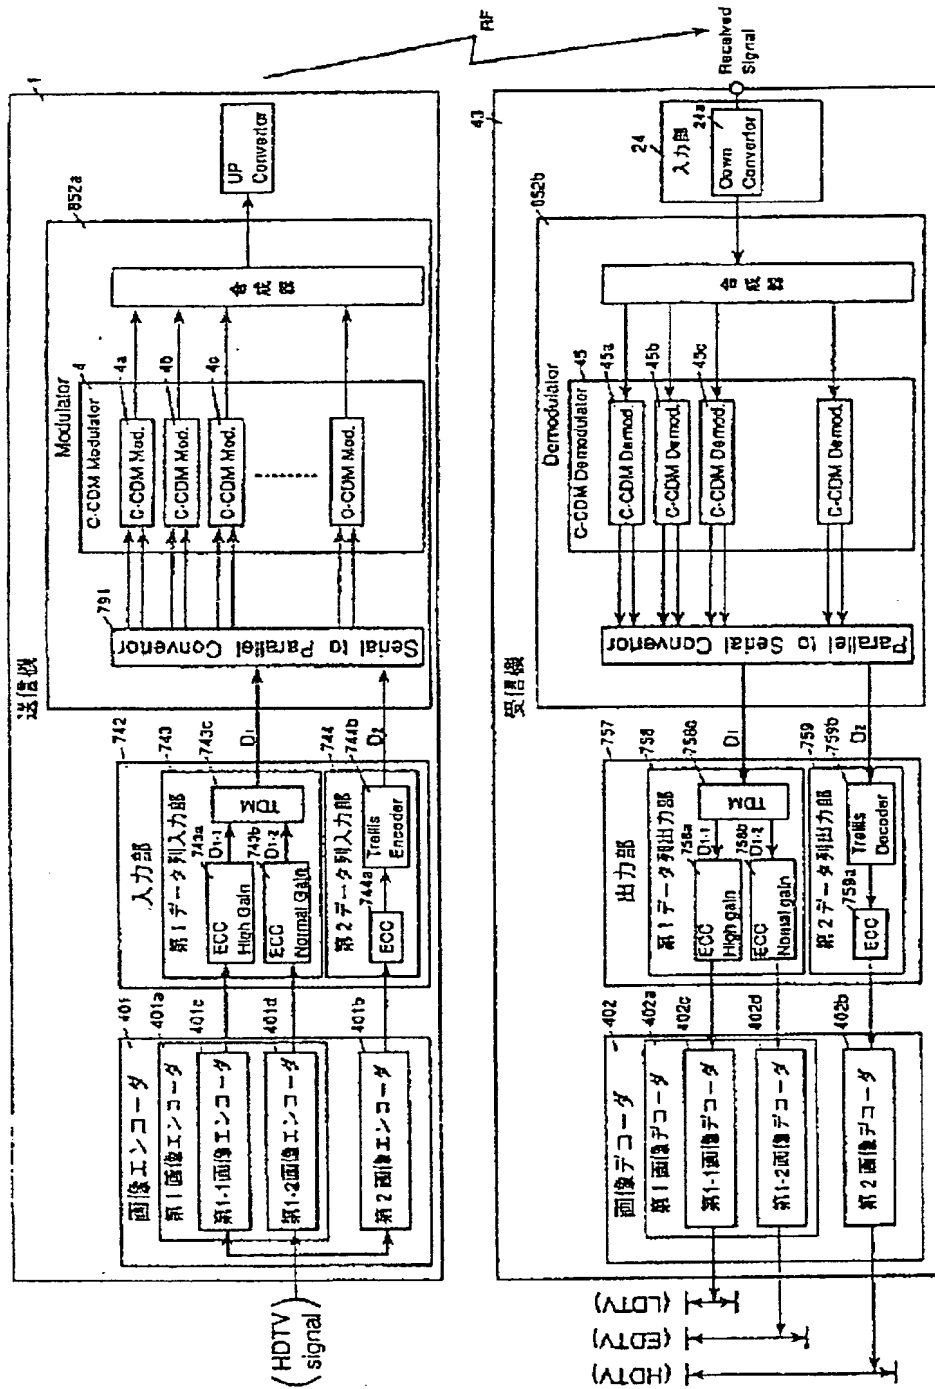 送信機
1
画像エンコーダ
401
第1画像エンコーダ
401a
第1-1画像エンコーダ
401c
第1-2画像エンコーダ
401d
第2画像エンコーダ
401b
(HDTV signal)
入力部
742
第1データ列入力部
743
ECC High Gain
743a
D1-1
ECC Normal Gain
743b
D1-2
TDM
743c
第2データ列入力部
744
ECC
744a
Trellis Encoder
744b
D1
D2
Modulator
852a
Serial to Parallel Convertor
791
C-CDM Modulator
4
C-CDM Mod.
4a
C-CDM Mod.
4b
C-CDM Mod.
4c
C-CDM Mod.
合成器
UP Convertor
RF
受信機
43
Received Signal
入力部
24
Down Convertor
24a
Demodulator
852b
合成器
C-CDM Demodulator
45
C-CDM Demod.
45a
C-CDM Demod.
45b
C-CDM Demod.
45c
C-CDM Demod.
Parallel to Serial Convertor
D1
D2
出力部
757
第1データ列出力部
758
TDM
758c
ECC High gain
758a
D1-1
ECC Normal gain
758b
D1-2
第2データ列出力部
759
Trellis Decoder
759b
ECC
759a
画像デコーダ
402
第1画像デコーダ
402a
第1-1画像デコーダ
402c
第1-2画像デコーダ
402d
第2画像デコーダ
402b
(LDTV)
(EDTV)
(HDTV)